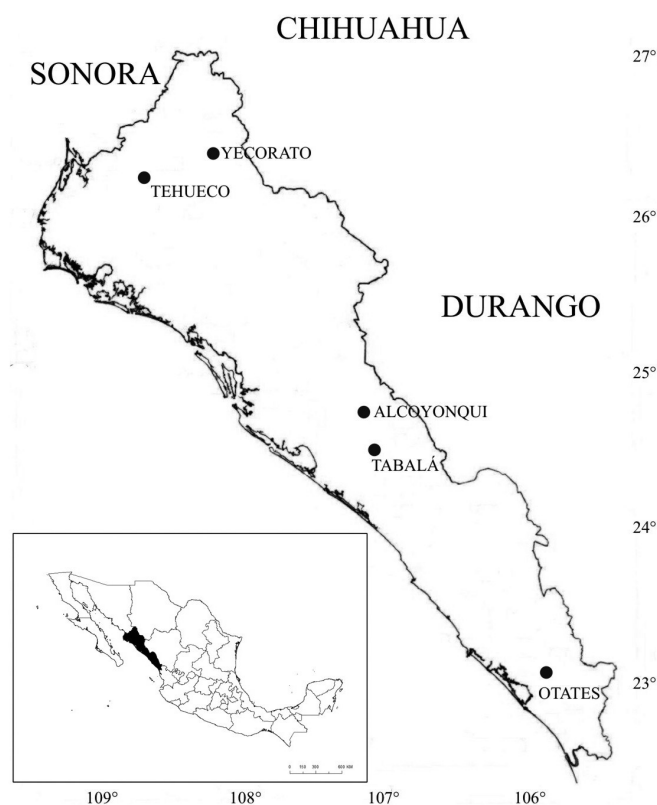 CHIHUAHUA
27°
SONORA
YECORATO
TEHUECO
26°
DURANGO
25°
ALCOYONQUI
TABALÁ
24°
23°
OTATES
109°
108°
107°
106°